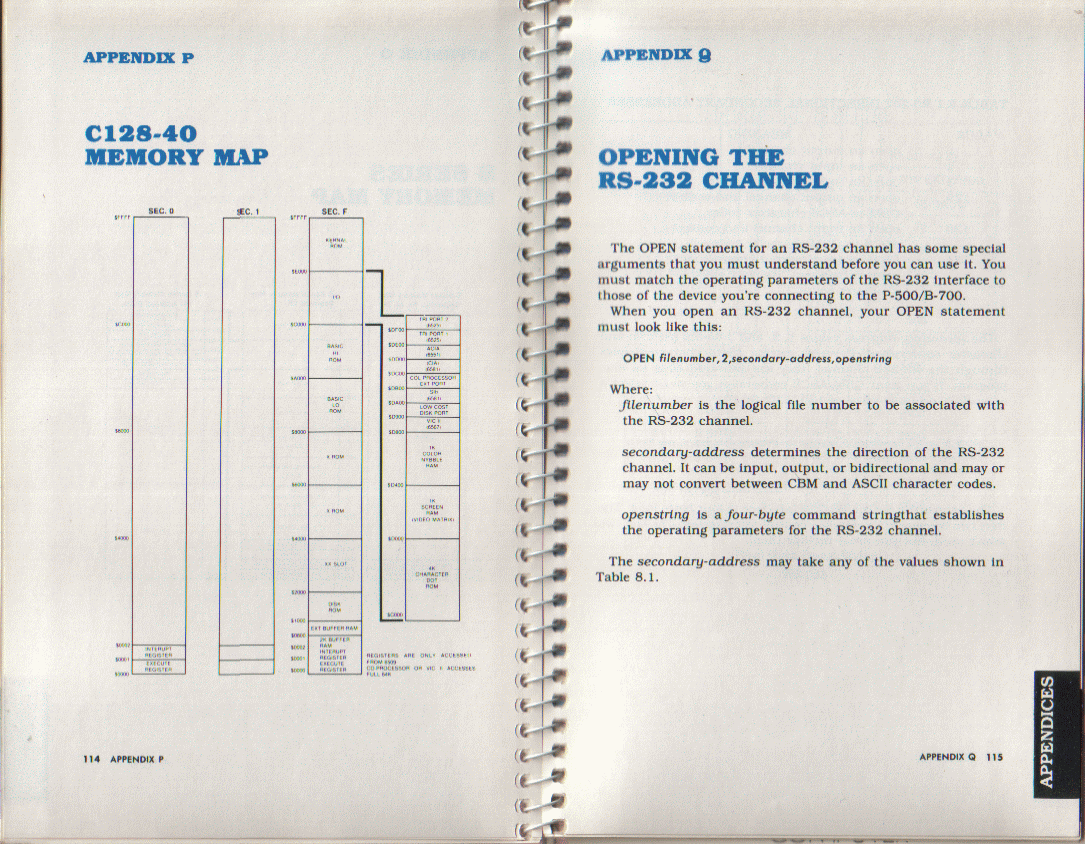 APPENDIX P
C128-40
MEMORY MAP
SEC. 0
SEC. 1
SEC. F
$FFFF
$FFFF
KERNAL
ROM
$E000
I/O
$C000
BASIC
HI
ROM
$A000
BASIC
LO
ROM
$8000
$8000
X ROM
$6000
X ROM
$4000
$4000
XX SLOT
$2000
DISK
ROM
$1000
EXT BUFFER RAM
$0800
2K BUFFER
RAM
$0002
$0002
INTERUPT
REGISTER
INTERUPT
REGISTER
$0001
$0001
EXECUTE
REGISTER
EXECUTE
REGISTER
$0000
$0000
TRI PORT 2
(6525)
$DF00
TRI PORT 1
(6525)
$DE00
ACIA
(6551)
$DD00
$DC00
COL PROCESSOR
EXT PORT
$DB00
SID
(6581)
$DA00
LOW COST
DISK PORT
$D900
VIC II
(6567)
$D800
1K
COLOR
NYBBLE
RAM
$D400
1K
SCREEN
RAM
(VIDEO MATRIX)
$D000
4K
CHARACTER
DOT
ROM
$C000
REGISTERS ARE ONLY ACCESSED
FROM 6509
CO PROCESSOR OR VIC II ACCESSES
FULL 64K
114 APPENDIX P
APPENDIX Q
OPENING THE
RS-232 CHANNEL
The OPEN statement for an RS-232 channel has some special
arguments that you must understand before you can use it. You
must match the operating parameters of the RS-232 interface to
those of the device you're connecting to the P-500/B-700.
When you open an RS-232 channel, your OPEN statement
must look like this:
OPEN filenumber,2,secondary-address,openstring
Where:
filenumber is the logical file number to be associated with
the RS-232 channel.
secondary-address determines the direction of the RS-232
channel. It can be input, output, or bidirectional and may or
may not convert between CBM and ASCII character codes.
openstring is a four-byte command stringthat establishes
the operating parameters for the RS-232 channel.
The secondary-address may take any of the values shown in
Table 8.1.
APPENDICES
APPENDIX Q 115